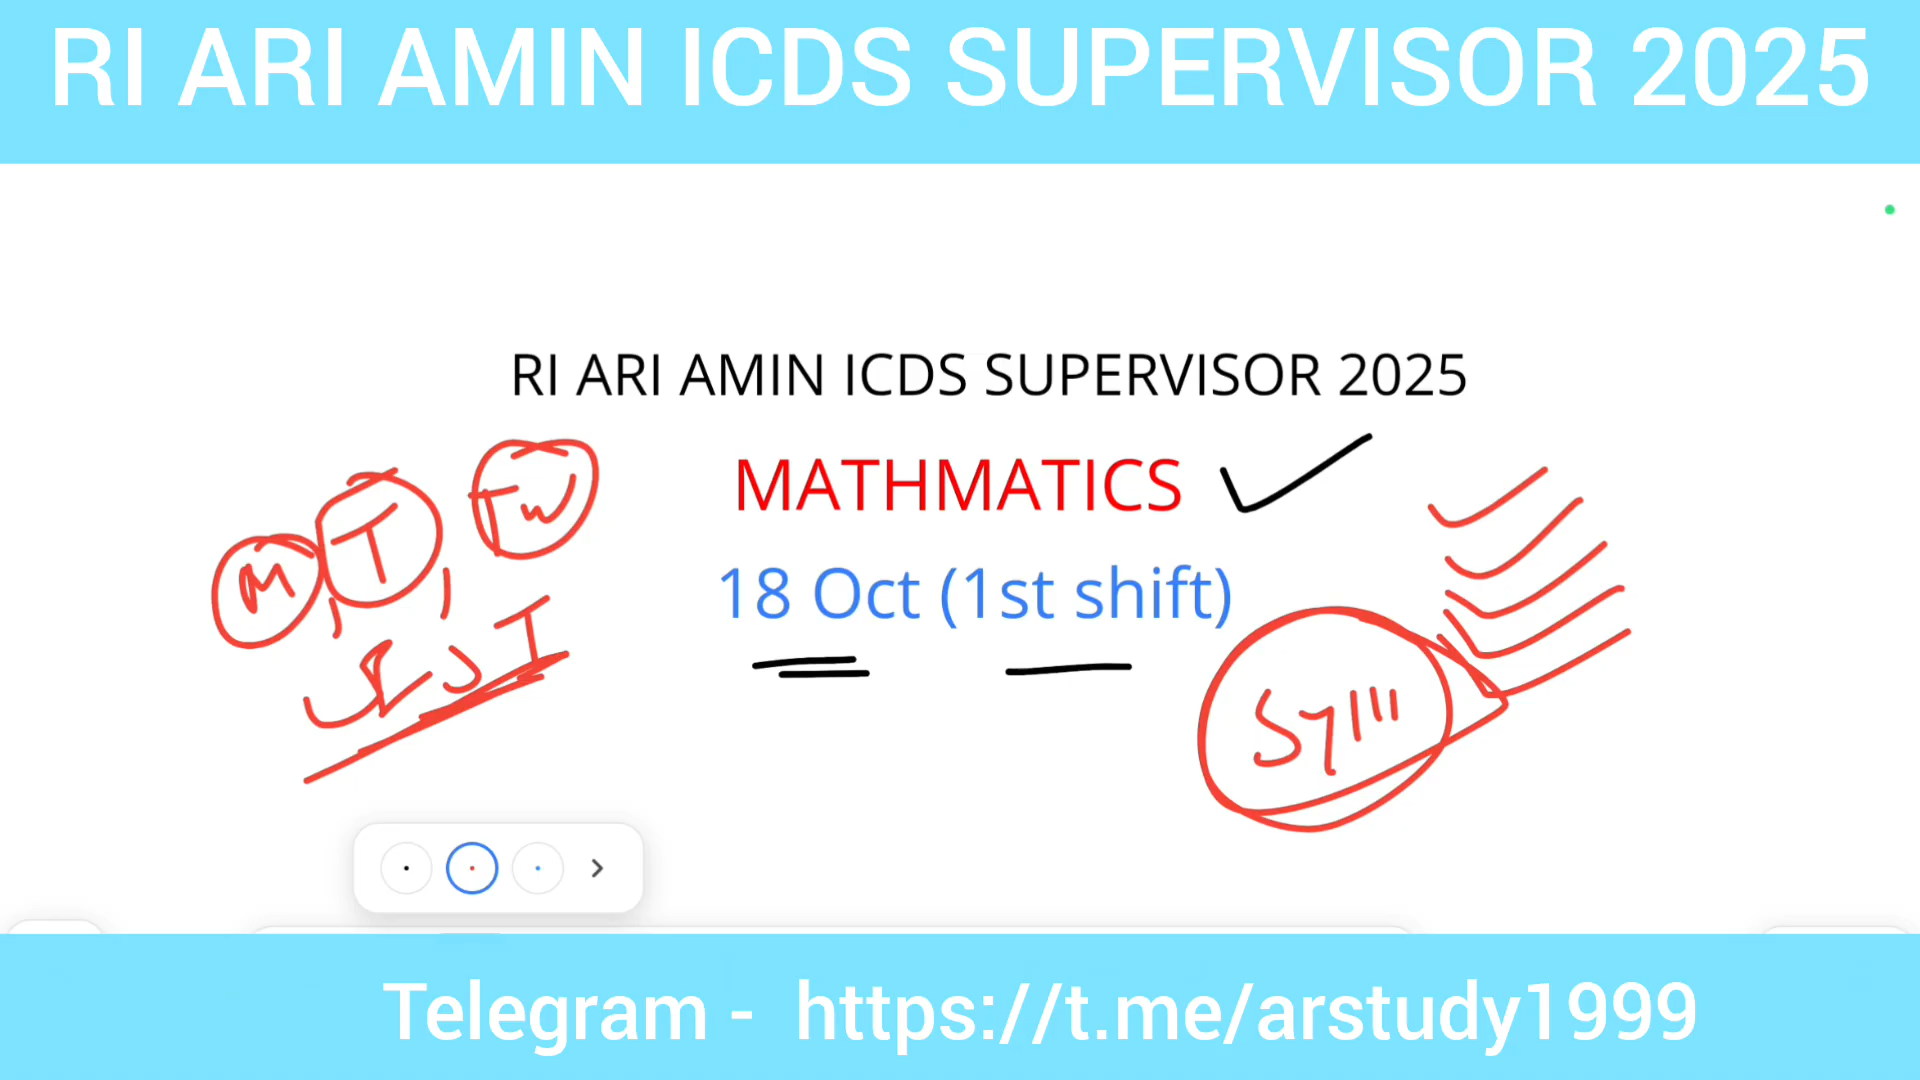 RI ARI AMIN ICDS SUPERVISOR 2025
RI ARI AMIN ICDS SUPERVISOR 2025
MATHMATICS
18 Oct (1st shift)
M, T, TW
Syll
Telegram - https://t.me/arstudy1999